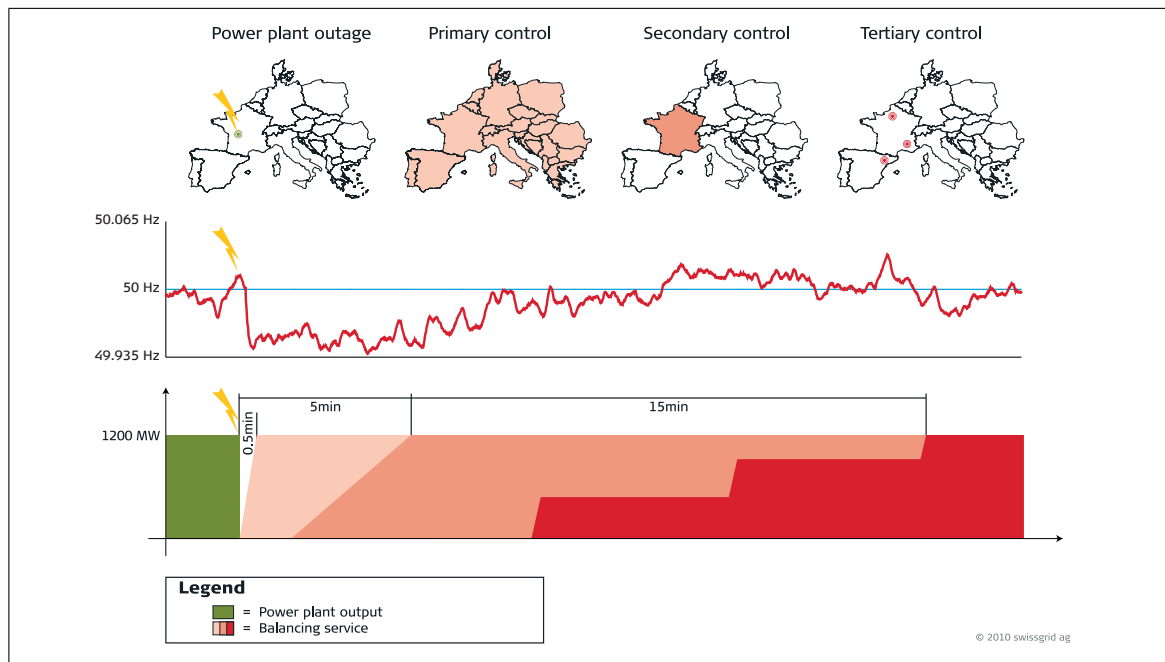 Power plant outage
Primary control
Secondary control
Tertiary control
50.065 Hz
50 Hz
49.935 Hz
5min
15min
0.5min
1200 MW
Legend
= Power plant output
= Balancing service
© 2010 swissgrid ag